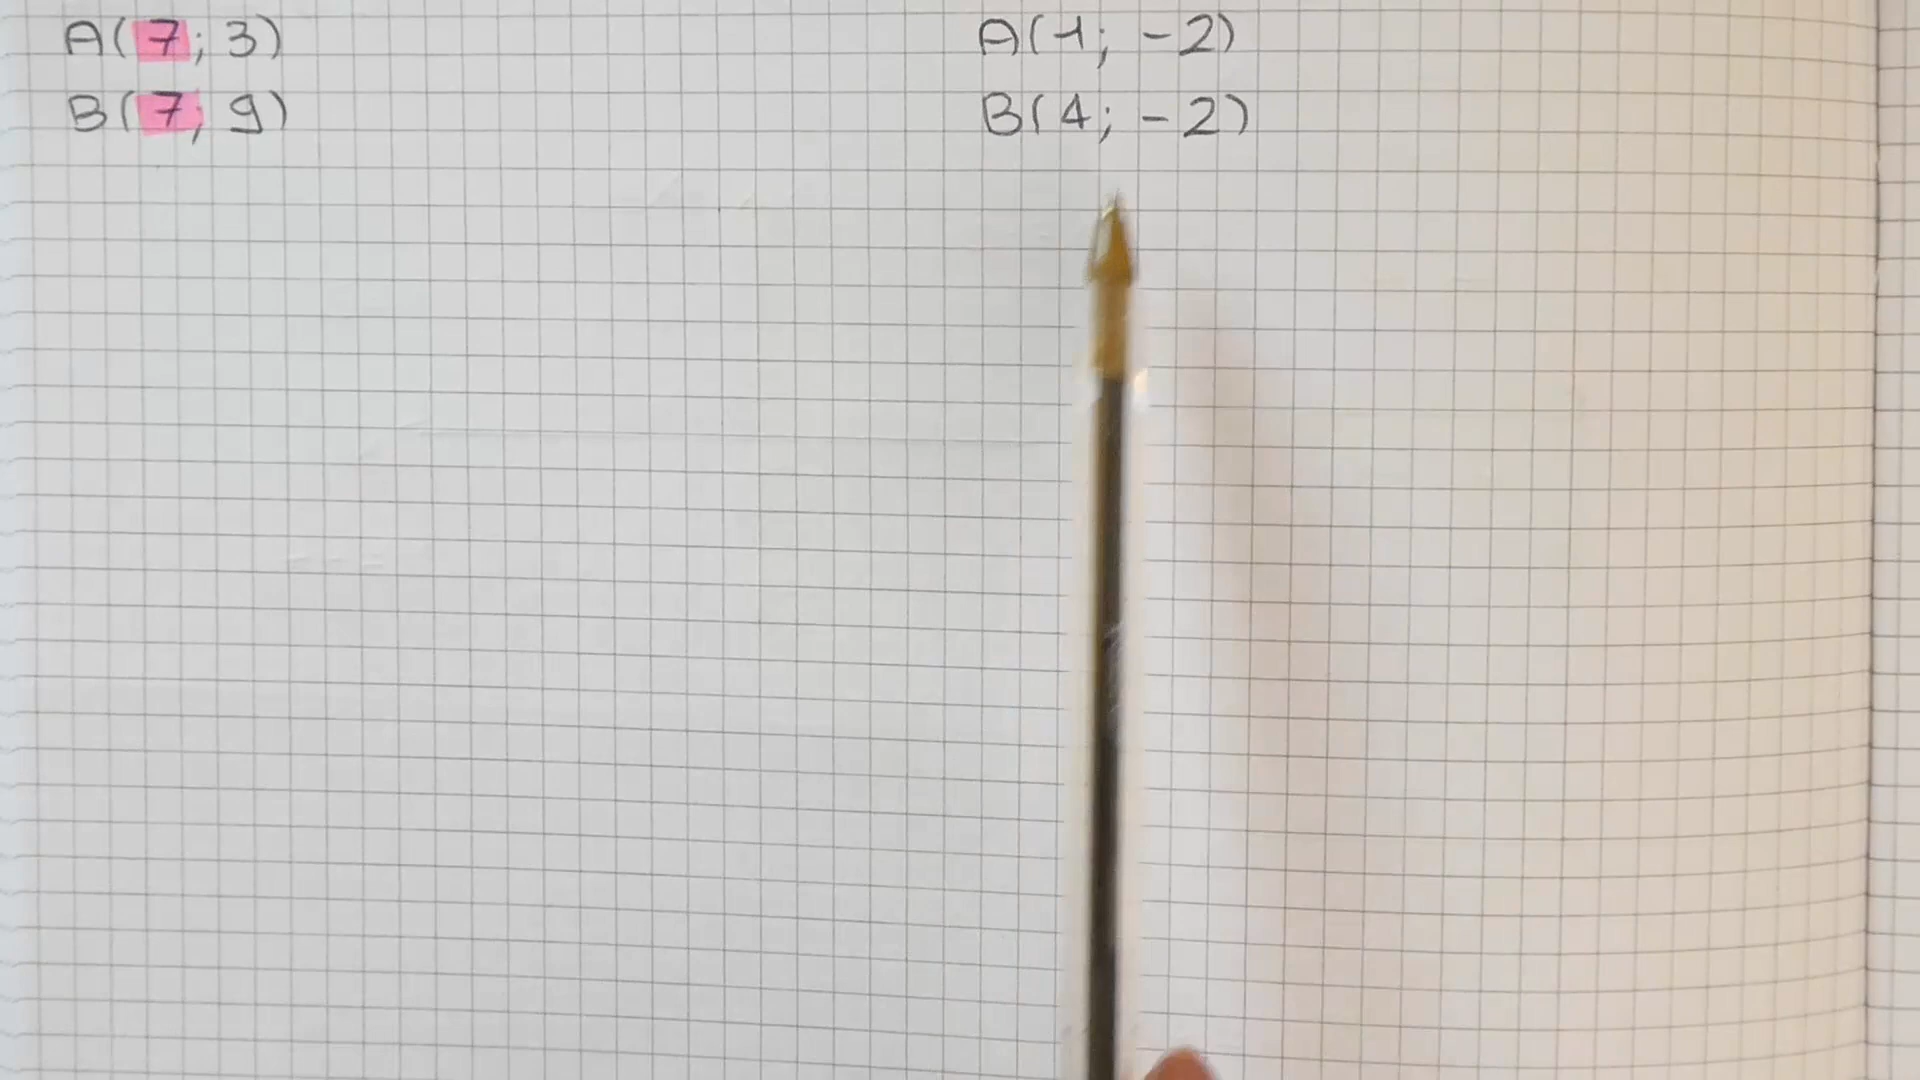 A(7; 3)
B(7; 9)
A(1; -2)
B(4; -2)